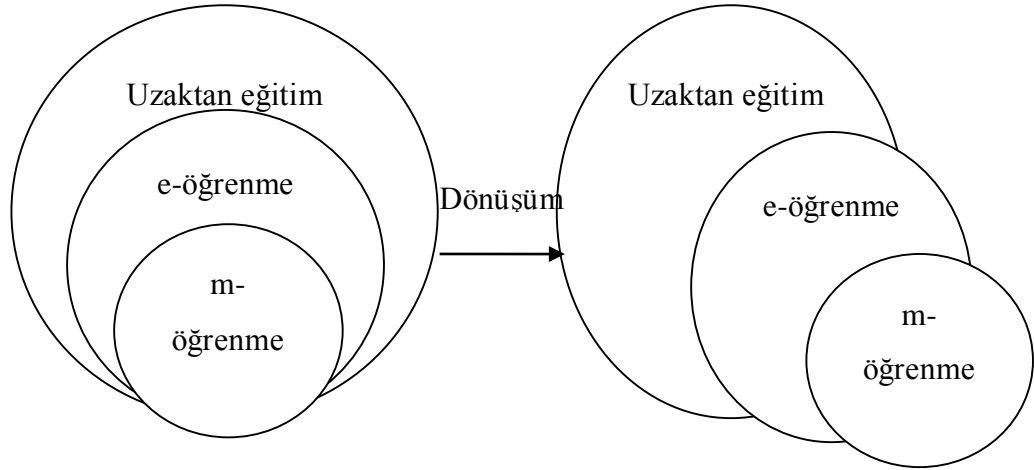 Uzaktan eğitim
e-öğrenme
m-
öğrenme
Dönüşüm
Uzaktan eğitim
e-öğrenme
m-
öğrenme